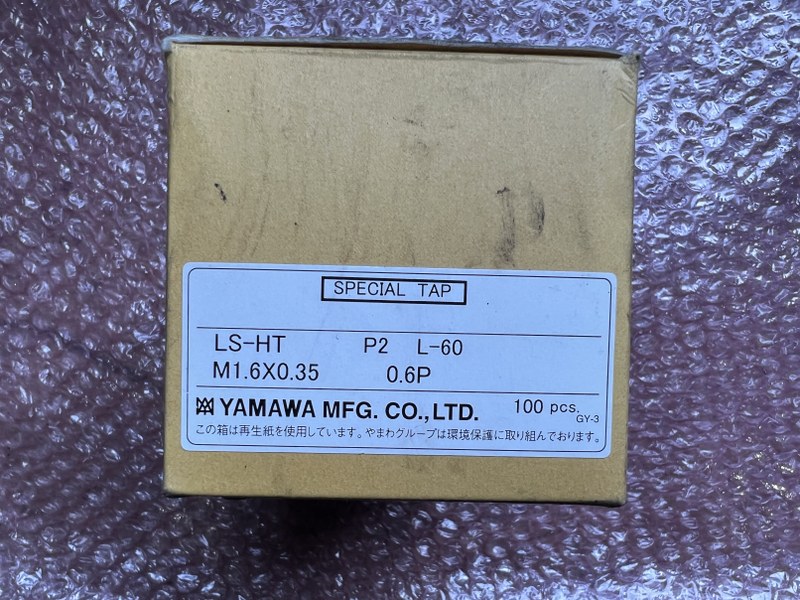 SPECIAL TAP
LS-HT P2 L-60
M1.6X0.35 0.6P
YAMAWA MFG. CO.,LTD. 100 pcs.
GY-3
この箱は再生紙を使用しています。やまわグループは環境保護に取り組んでおります。